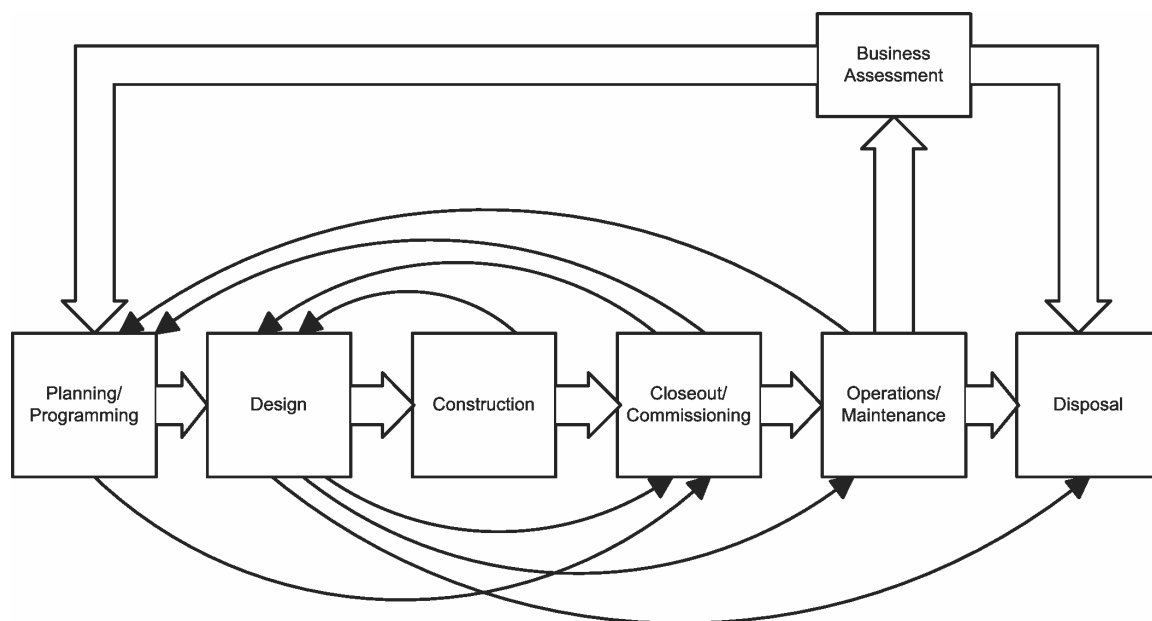 Business
Assessment
Planning/
Programming
Design
Construction
Closeout/
Commissioning
Operations/
Maintenance
Disposal